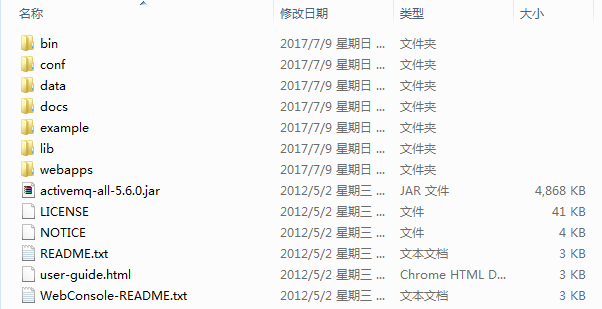 名称 修改日期 类型 大小
bin 2017/7/9 星期日 ... 文件夹
conf 2017/7/9 星期日 ... 文件夹
data 2017/7/9 星期日 ... 文件夹
docs 2017/7/9 星期日 ... 文件夹
example 2017/7/9 星期日 ... 文件夹
lib 2017/7/9 星期日 ... 文件夹
webapps 2017/7/9 星期日 ... 文件夹
activemq-all-5.6.0.jar 2012/5/2 星期三 ... JAR 文件 4,868 KB
LICENSE 2012/5/2 星期三 ... 文件 41 KB
NOTICE 2012/5/2 星期三 ... 文件 4 KB
README.txt 2012/5/2 星期三 ... 文本文档 3 KB
user-guide.html 2012/5/2 星期三 ... Chrome HTML D... 3 KB
WebConsole-README.txt 2012/5/2 星期三 ... 文本文档 3 KB